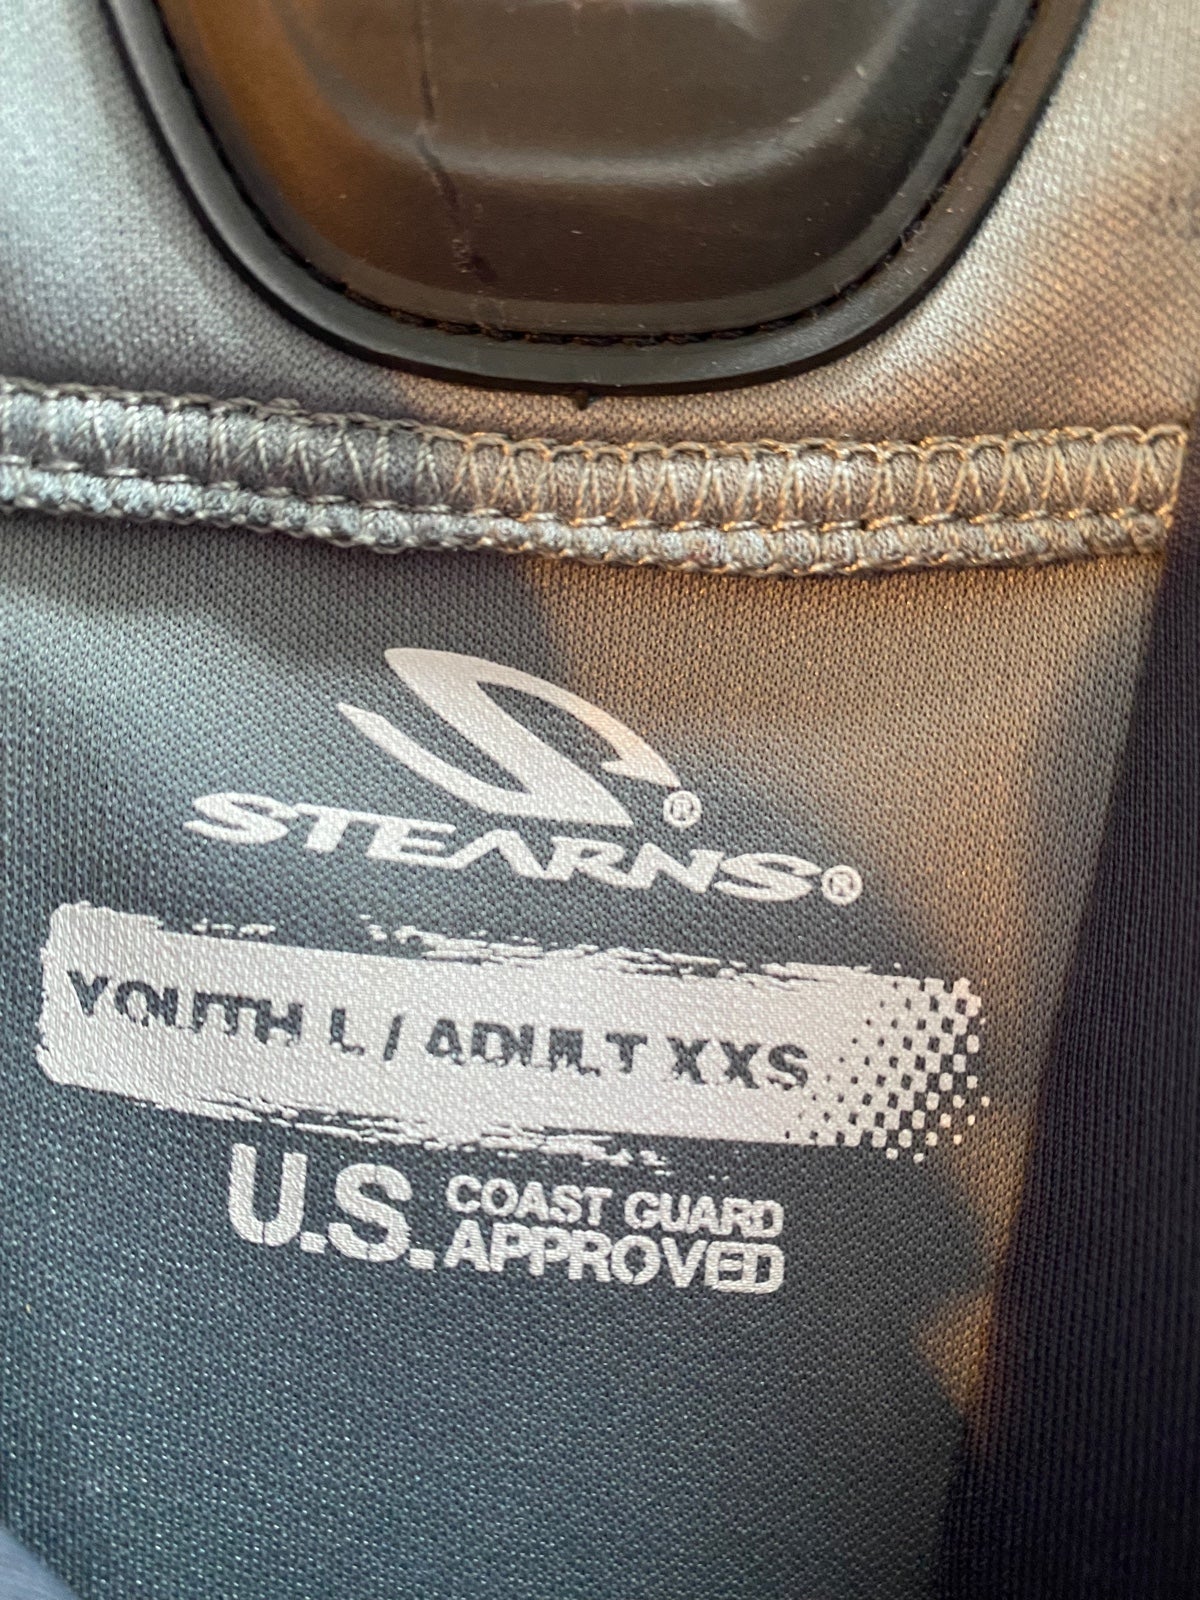 ®
STEARNS®
YOUTH L / ADULT XXS
U.S. COAST GUARD
APPROVED